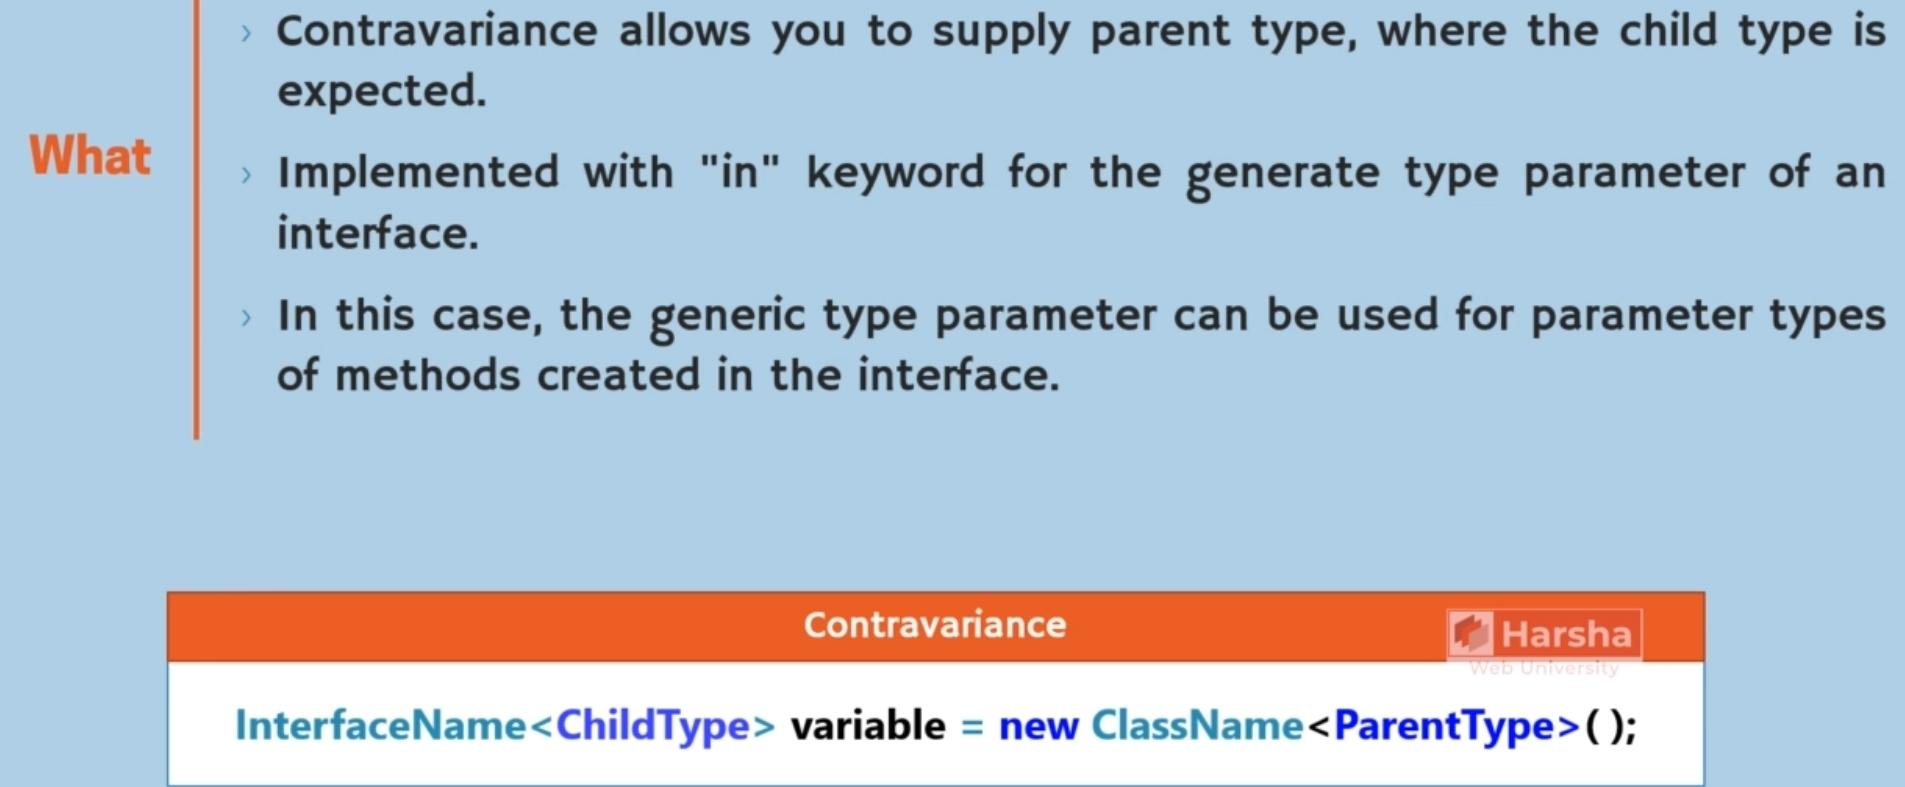 What
› Contravariance allows you to supply parent type, where the child type is
expected.
› Implemented with "in" keyword for the generate type parameter of an
interface.
› In this case, the generic type parameter can be used for parameter types
of methods created in the interface.
Contravariance
Harsha
Web University
InterfaceName<ChildType> variable = new ClassName<ParentType>( );